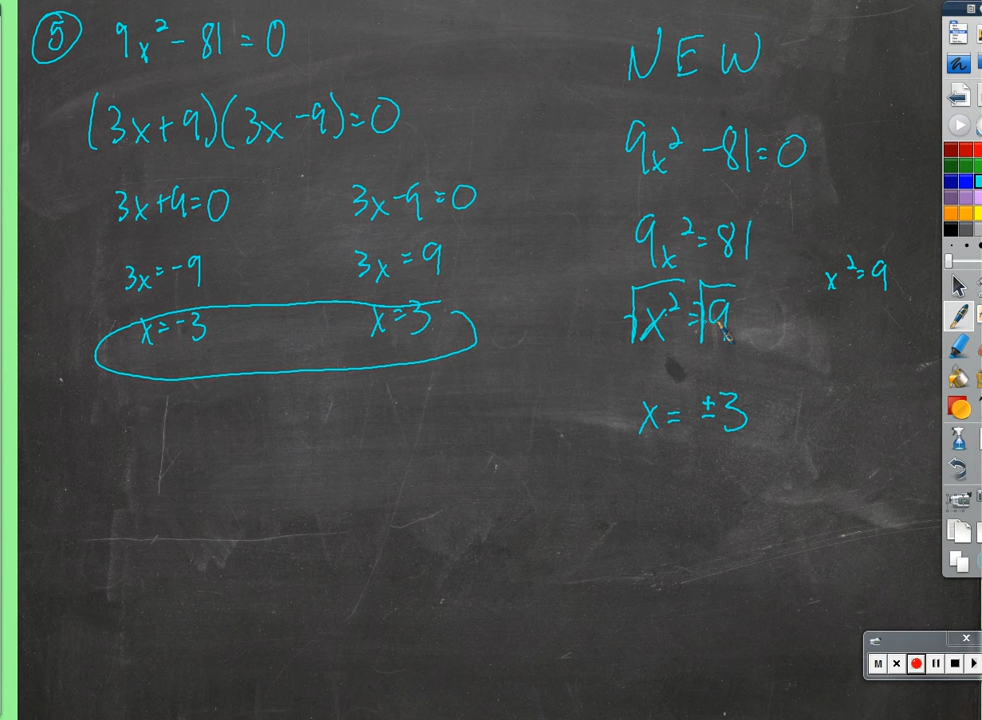 ⑤ 9x² - 81 = 0
(3x+9)(3x-9)=0
3x+9=0
3x-9=0
3x=-9
3x=9
x=-3
x=3
NEW
9x² -81=0
9x²=81
√x² = √9
x²=9
x= ±3
M